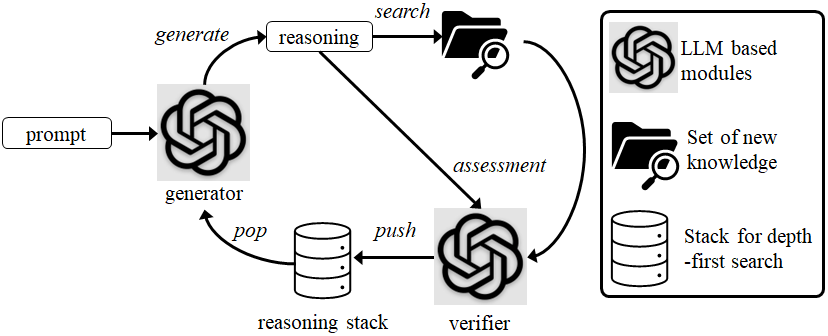 search
generate
reasoning
prompt
generator
assessment
pop
push
reasoning stack
verifier
LLM based
modules
Set of new
knowledge
Stack for depth
-first search